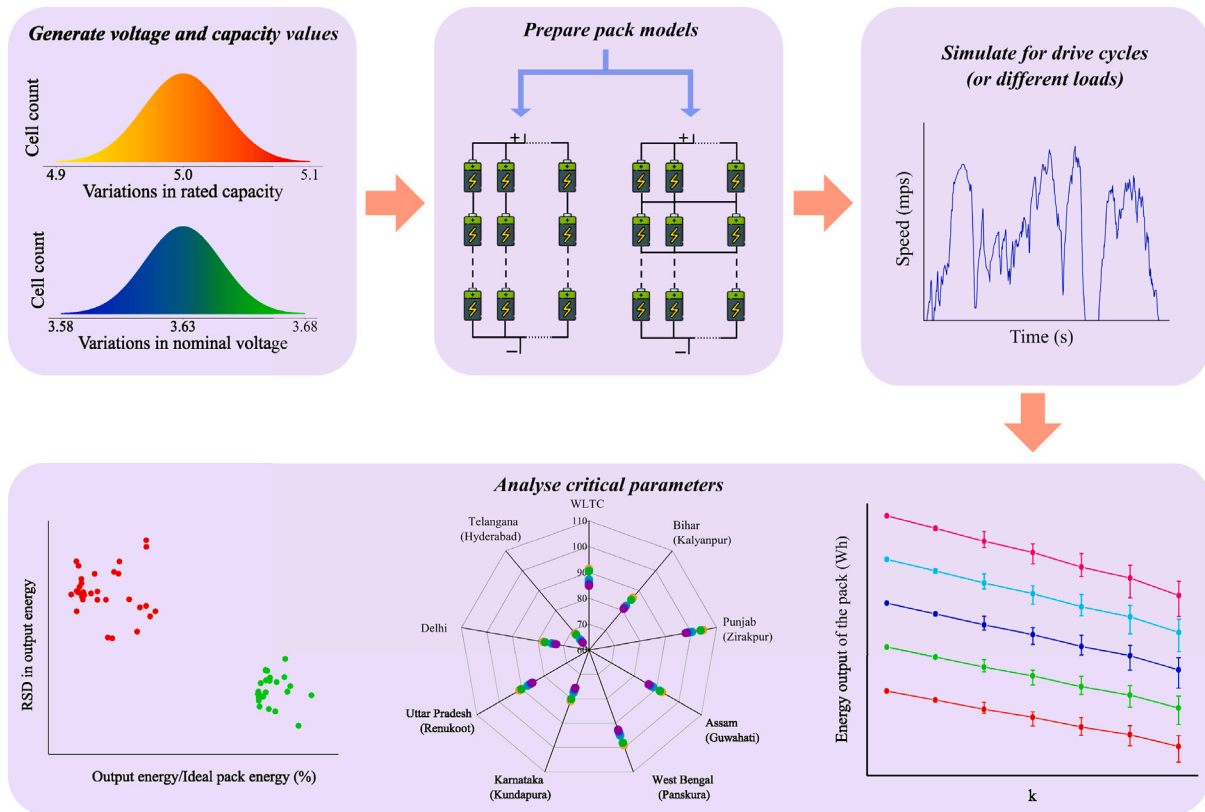 Generate voltage and capacity values
Cell count
4.9
5.0
5.1
Variations in rated capacity
Cell count
3.58
3.63
3.68
Variations in nominal voltage
Prepare pack models
+
+
−
−
Simulate for drive cycles
(or different loads)
Speed (mps)
Time (s)
Analyse critical parameters
RSD in output energy
Output energy/Ideal pack energy (%)
WLTC
110
100
90
80
70
60
Bihar
(Kalyanpur)
Punjab
(Zirakpur)
Assam
(Guwahati)
West Bengal
(Panskura)
Karnataka
(Kundapura)
Uttar Pradesh
(Renukoot)
Delhi
Telangana
(Hyderabad)
Energy output of the pack (Wh)
k